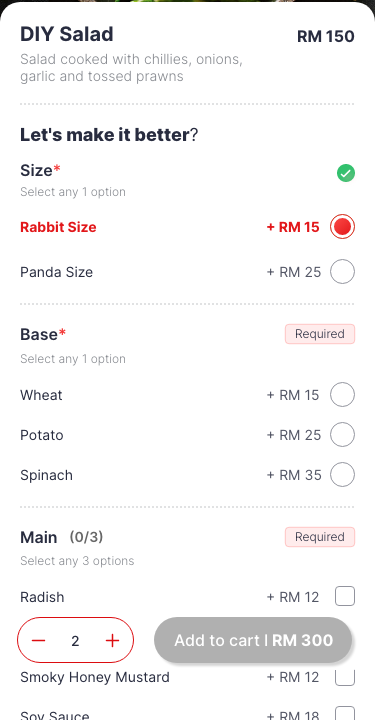 DIY Salad RM 150
Salad cooked with chillies, onions,
garlic and tossed prawns
Let's make it better?
Size*
Select any 1 option
Rabbit Size + RM 15
Panda Size + RM 25
Base* Required
Select any 1 option
Wheat + RM 15
Potato + RM 25
Spinach + RM 35
Main (0/3) Required
Select any 3 options
Radish + RM 12
2 Add to cart | RM 300
Smoky Honey Mustard + RM 12
Soy Sauce + RM 18